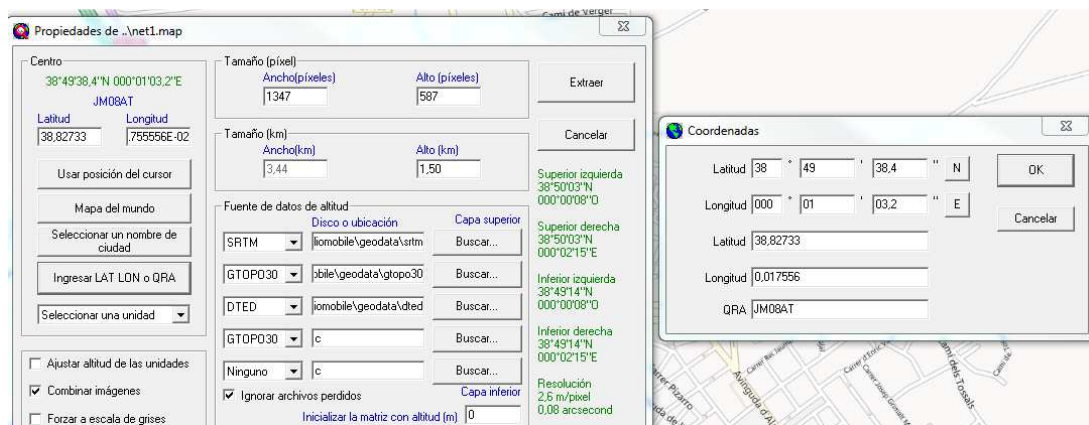 Cami de Verger
Propiedades de ..\net1.map
Centro
38°49'38,4"N 000°01'03,2"E
JM08AT
Latitud Longitud
38,82733 .755556E-02
Usar posición del cursor
Mapa del mundo
Seleccionar un nombre de
ciudad
Ingresar LAT LON o QRA
Seleccionar una unidad
Ajustar altitud de las unidades
Combinar imágenes
Forzar a escala de grises
Tamaño (píxel)
Ancho(píxeles) Alto (píxeles)
1347 587
Tamaño (km)
Ancho(km) Alto (km)
3,44 1,50
Fuente de datos de altitud
Disco o ubicación Capa superior
SRTM liomobile\geodata\srtm Buscar...
GTOPO30 obile\geodata\gtopo30 Buscar...
DTED iomobile\geodata\dted Buscar...
GTOPO30 c Buscar...
Ninguno c Buscar...
Ignorar archivos perdidos Capa inferior
Inicializar la matriz con altitud (m) 0
Extraer
Cancelar
Superior izquierda
38°50'03"N
000°00'08"O
Superior derecha
38°50'03"N
000°02'15"E
Inferior izquierda
38°49'14"N
000°00'08"O
Inferior derecha
38°49'14"N
000°02'15"E
Resolución
2,6 m/pixel
0,08 arcsecond
Coordenadas
Latitud 38 ° 49 ' 38,4 " N
Longitud 000 ° 01 ' 03,2 " E
Latitud 38,82733
Longitud 0,017556
QRA JM08AT
OK
Cancelar
Cami dels Tossals